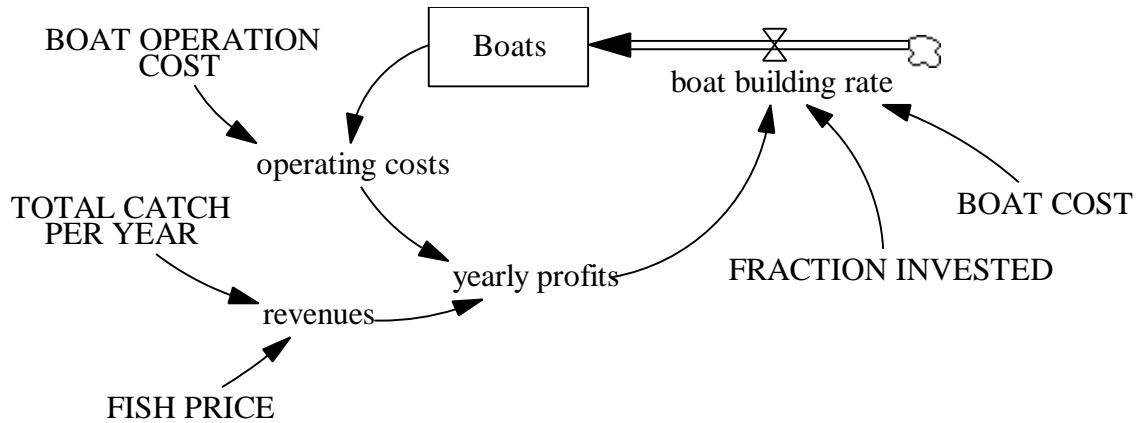 BOAT OPERATION
COST
Boats
boat building rate
operating costs
BOAT COST
TOTAL CATCH
PER YEAR
yearly profits
FRACTION INVESTED
revenues
FISH PRICE